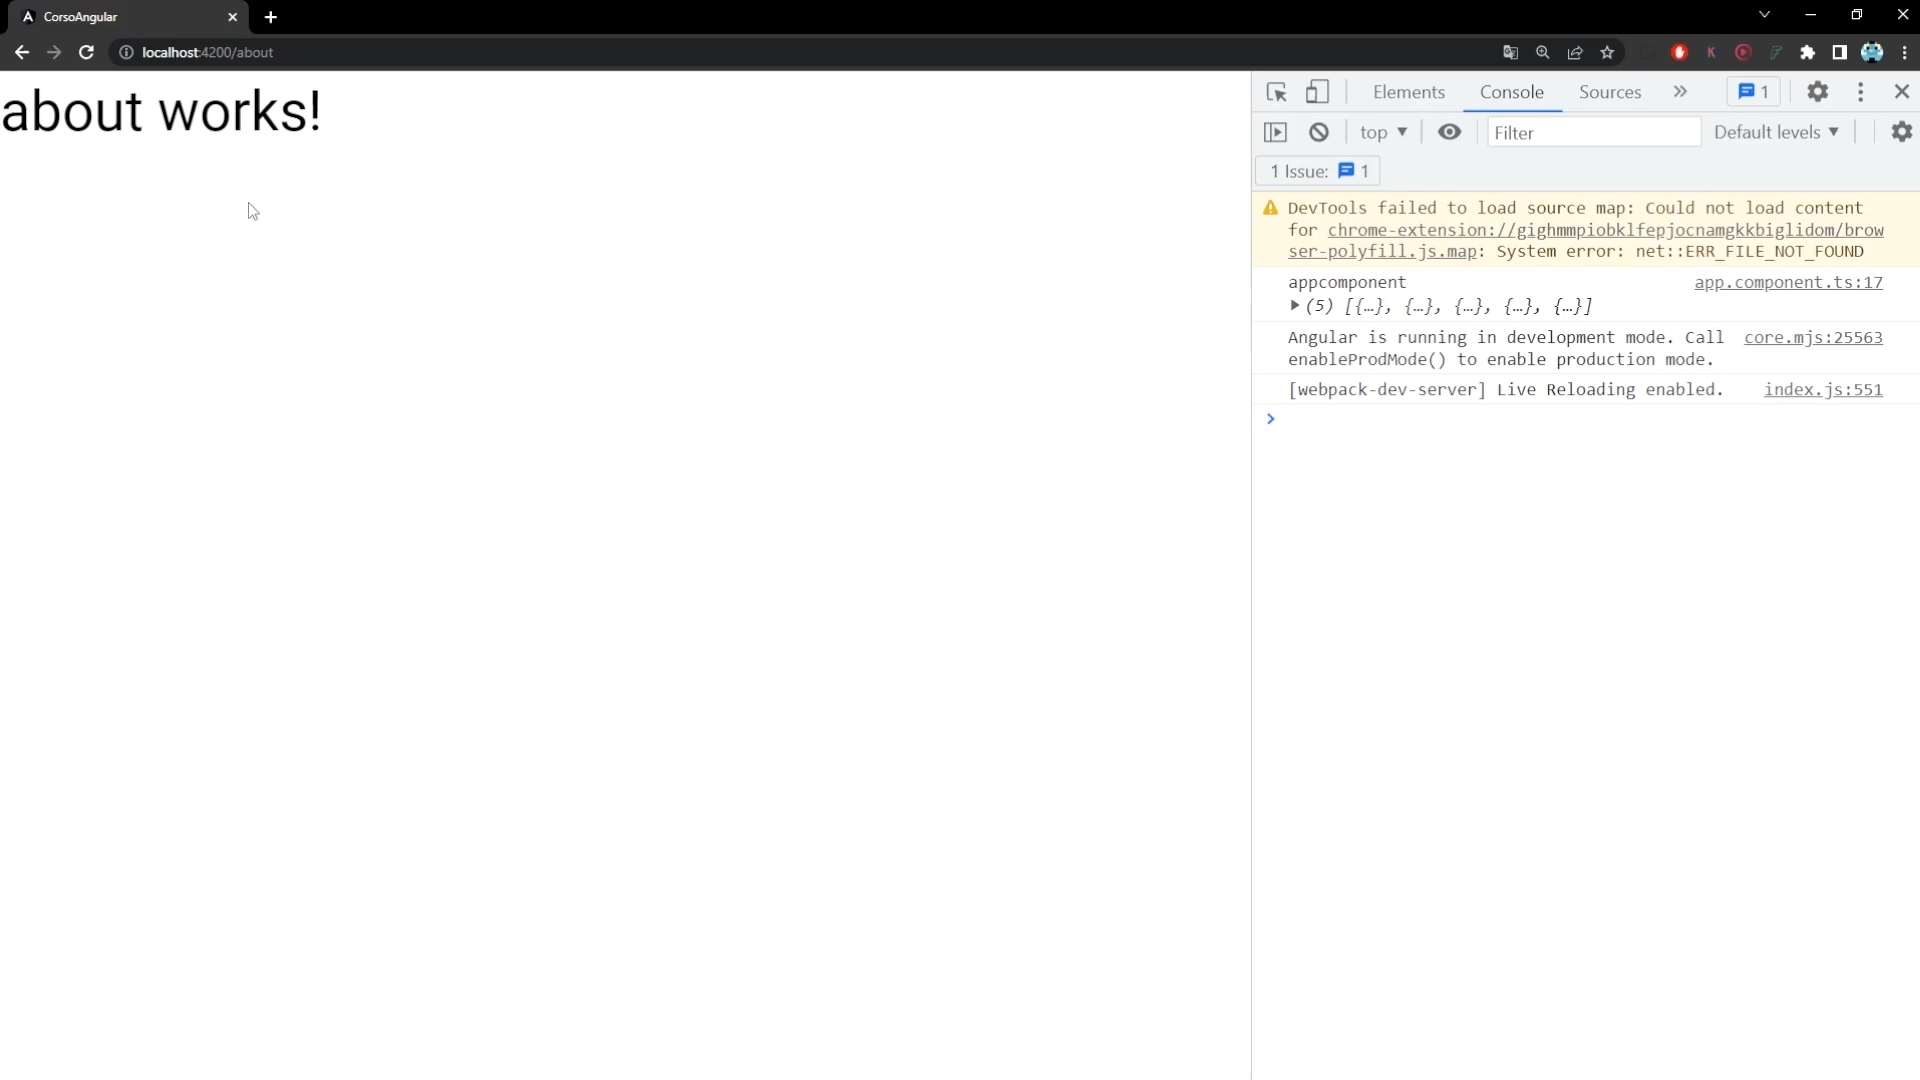 CorsoAngular
localhost:4200/about
about works!
Elements Console Sources 1
top Filter Default levels
1 Issue: 1
DevTools failed to load source map: Could not load content
for chrome-extension://gighmmpiobklfepjocnamgkkbiglidom/brow
ser-polyfill.js.map: System error: net::ERR_FILE_NOT_FOUND
appcomponent app.component.ts:17
(5) [{…}, {…}, {…}, {…}, {…}]
Angular is running in development mode. Call core.mjs:25563
enableProdMode() to enable production mode.
[webpack-dev-server] Live Reloading enabled. index.js:551